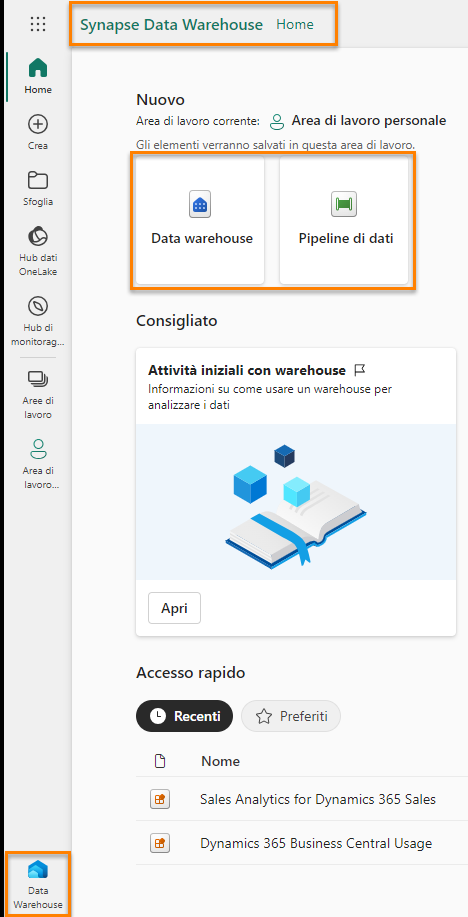 Synapse Data Warehouse Home
Home
Crea
Sfoglia
Hub dati
OneLake
Hub di
monitorag...
Aree di
lavoro
Area di
lavoro...
Data
Warehouse
Nuovo
Area di lavoro corrente: Area di lavoro personale
Gli elementi verranno salvati in questa area di lavoro.
Data warehouse
Pipeline di dati
Consigliato
Attività iniziali con warehouse
Informazioni su come usare un warehouse per
analizzare i dati
Apri
Accesso rapido
Recenti
Preferiti
Nome
Sales Analytics for Dynamics 365 Sales
Dynamics 365 Business Central Usage